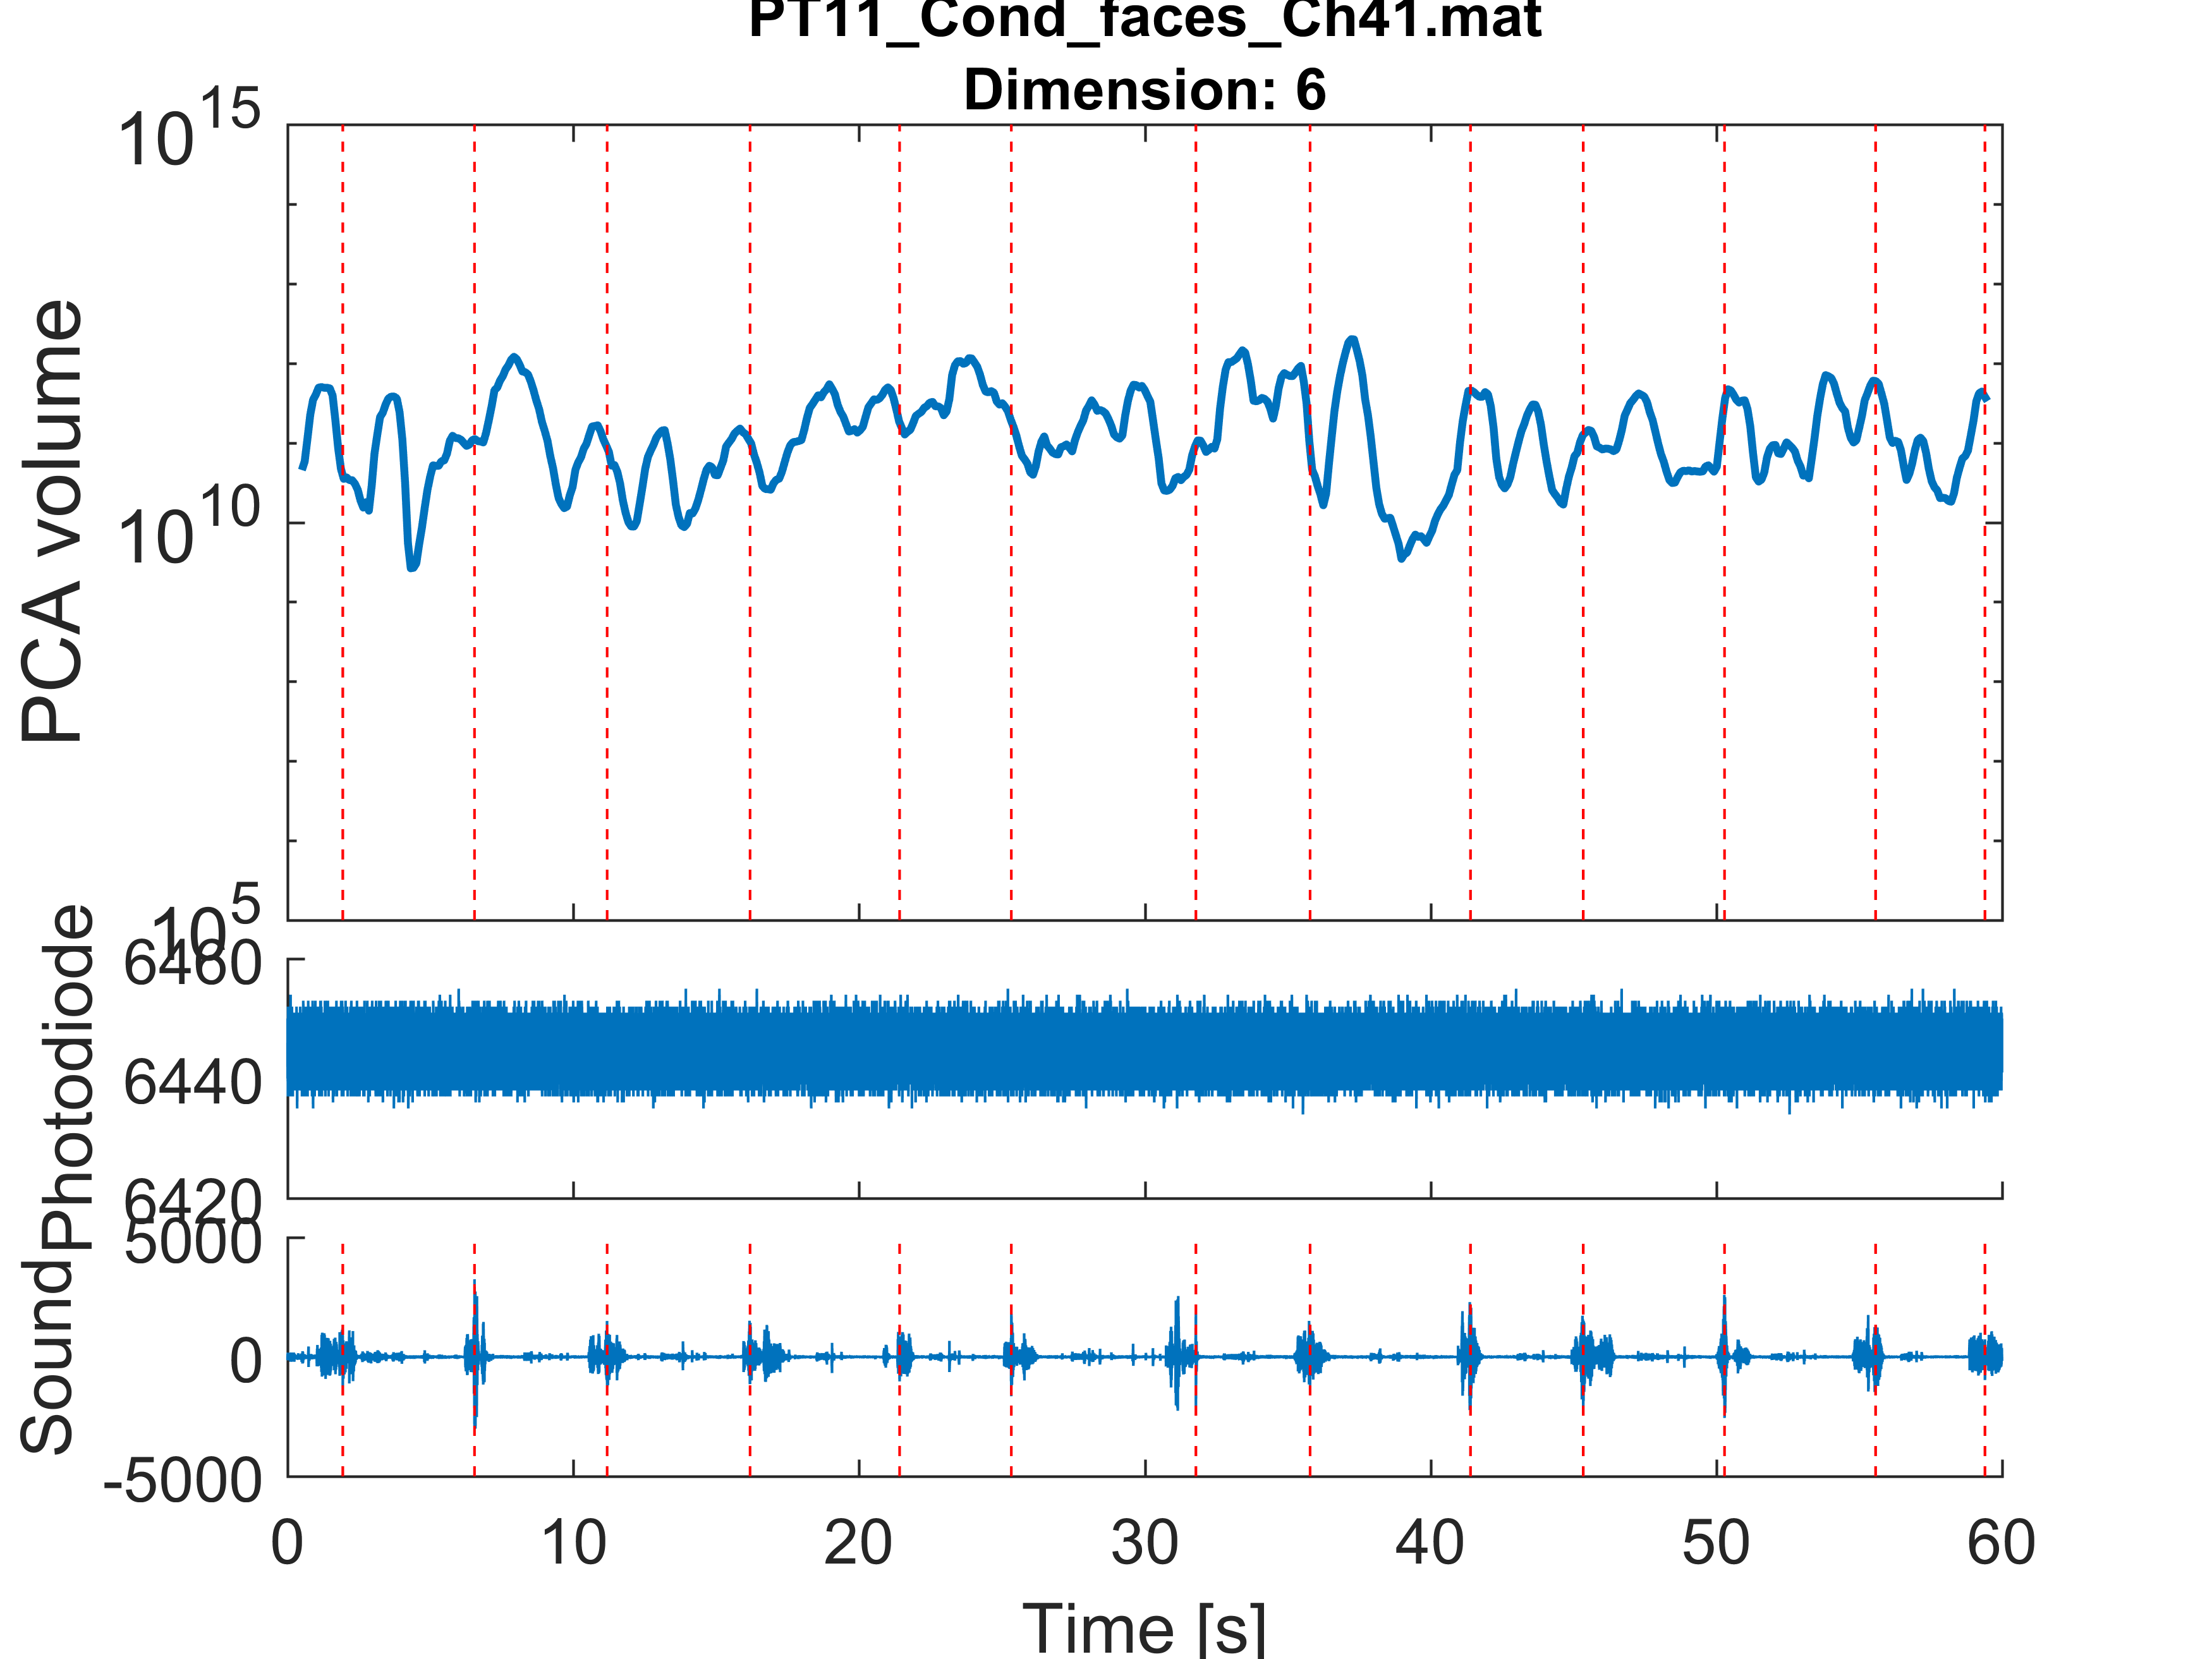 PT11_Cond_faces_Ch41.mat
Dimension: 6
10^15
10^10
10^5
PCA volume
6460
6440
6420
Photodiode
5000
0
-5000
Sound
0 10 20 30 40 50 60
Time [s]